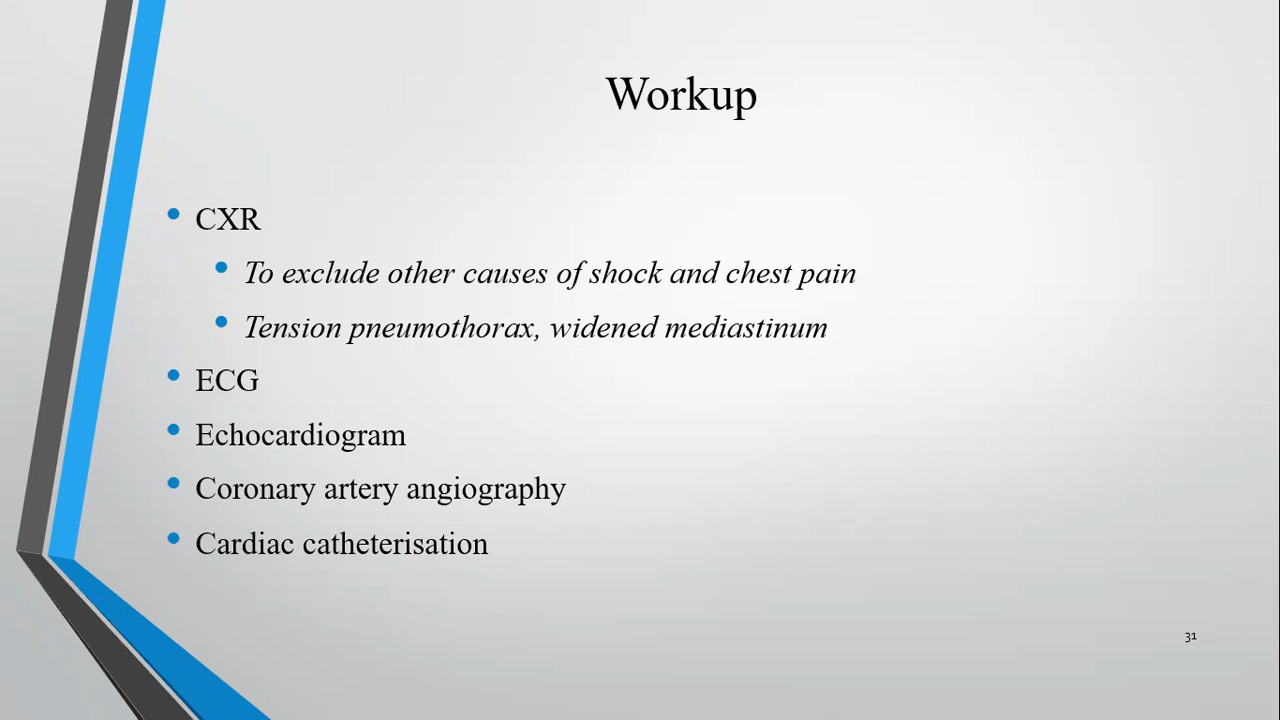 Workup
CXR
To exclude other causes of shock and chest pain
Tension pneumothorax, widened mediastinum
ECG
Echocardiogram
Coronary artery angiography
Cardiac catheterisation
31